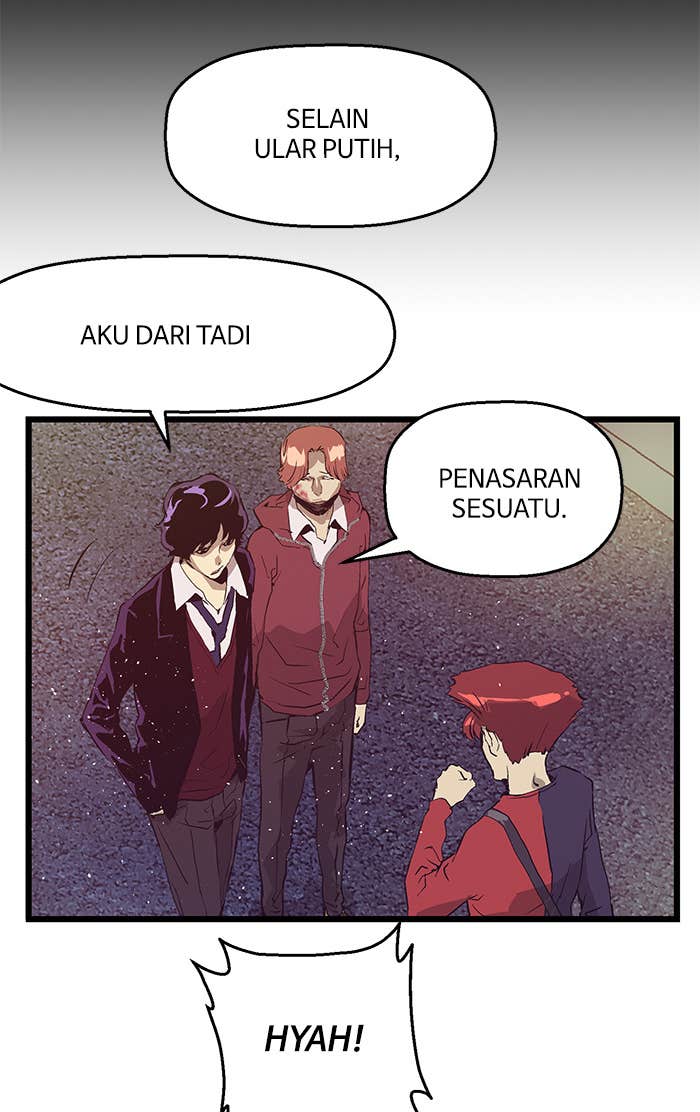 SELAIN
ULAR PUTIH,
AKU DARI TADI
PENASARAN
SESUATU.
HYAH!